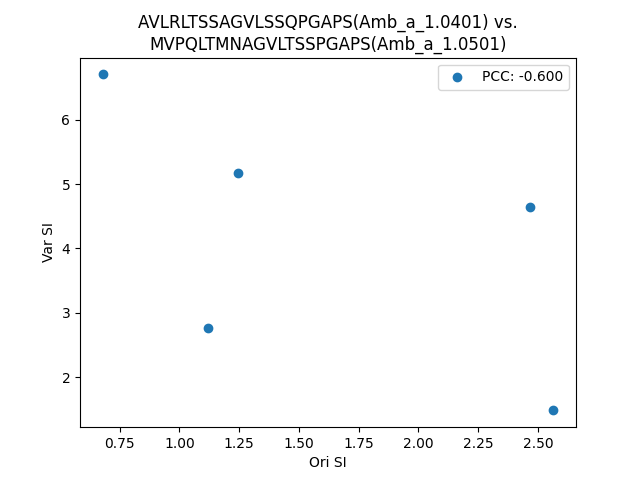 AVLRLTSSAGVLSSQPGAPS(Amb_a_1.0401) vs.
MVPQLTMNAGVLTSSPGAPS(Amb_a_1.0501)
PCC: -0.600
6
5
4
3
2
Var SI
0.75 1.00 1.25 1.50 1.75 2.00 2.25 2.50
Ori SI